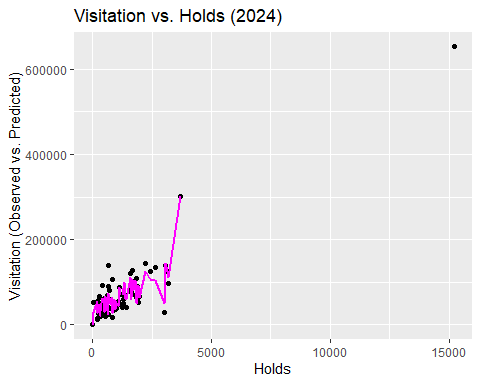 Visitation vs. Holds (2024)
Visitation (Observed vs. Predicted)
600000
400000
200000
0
0 5000 10000 15000
Holds